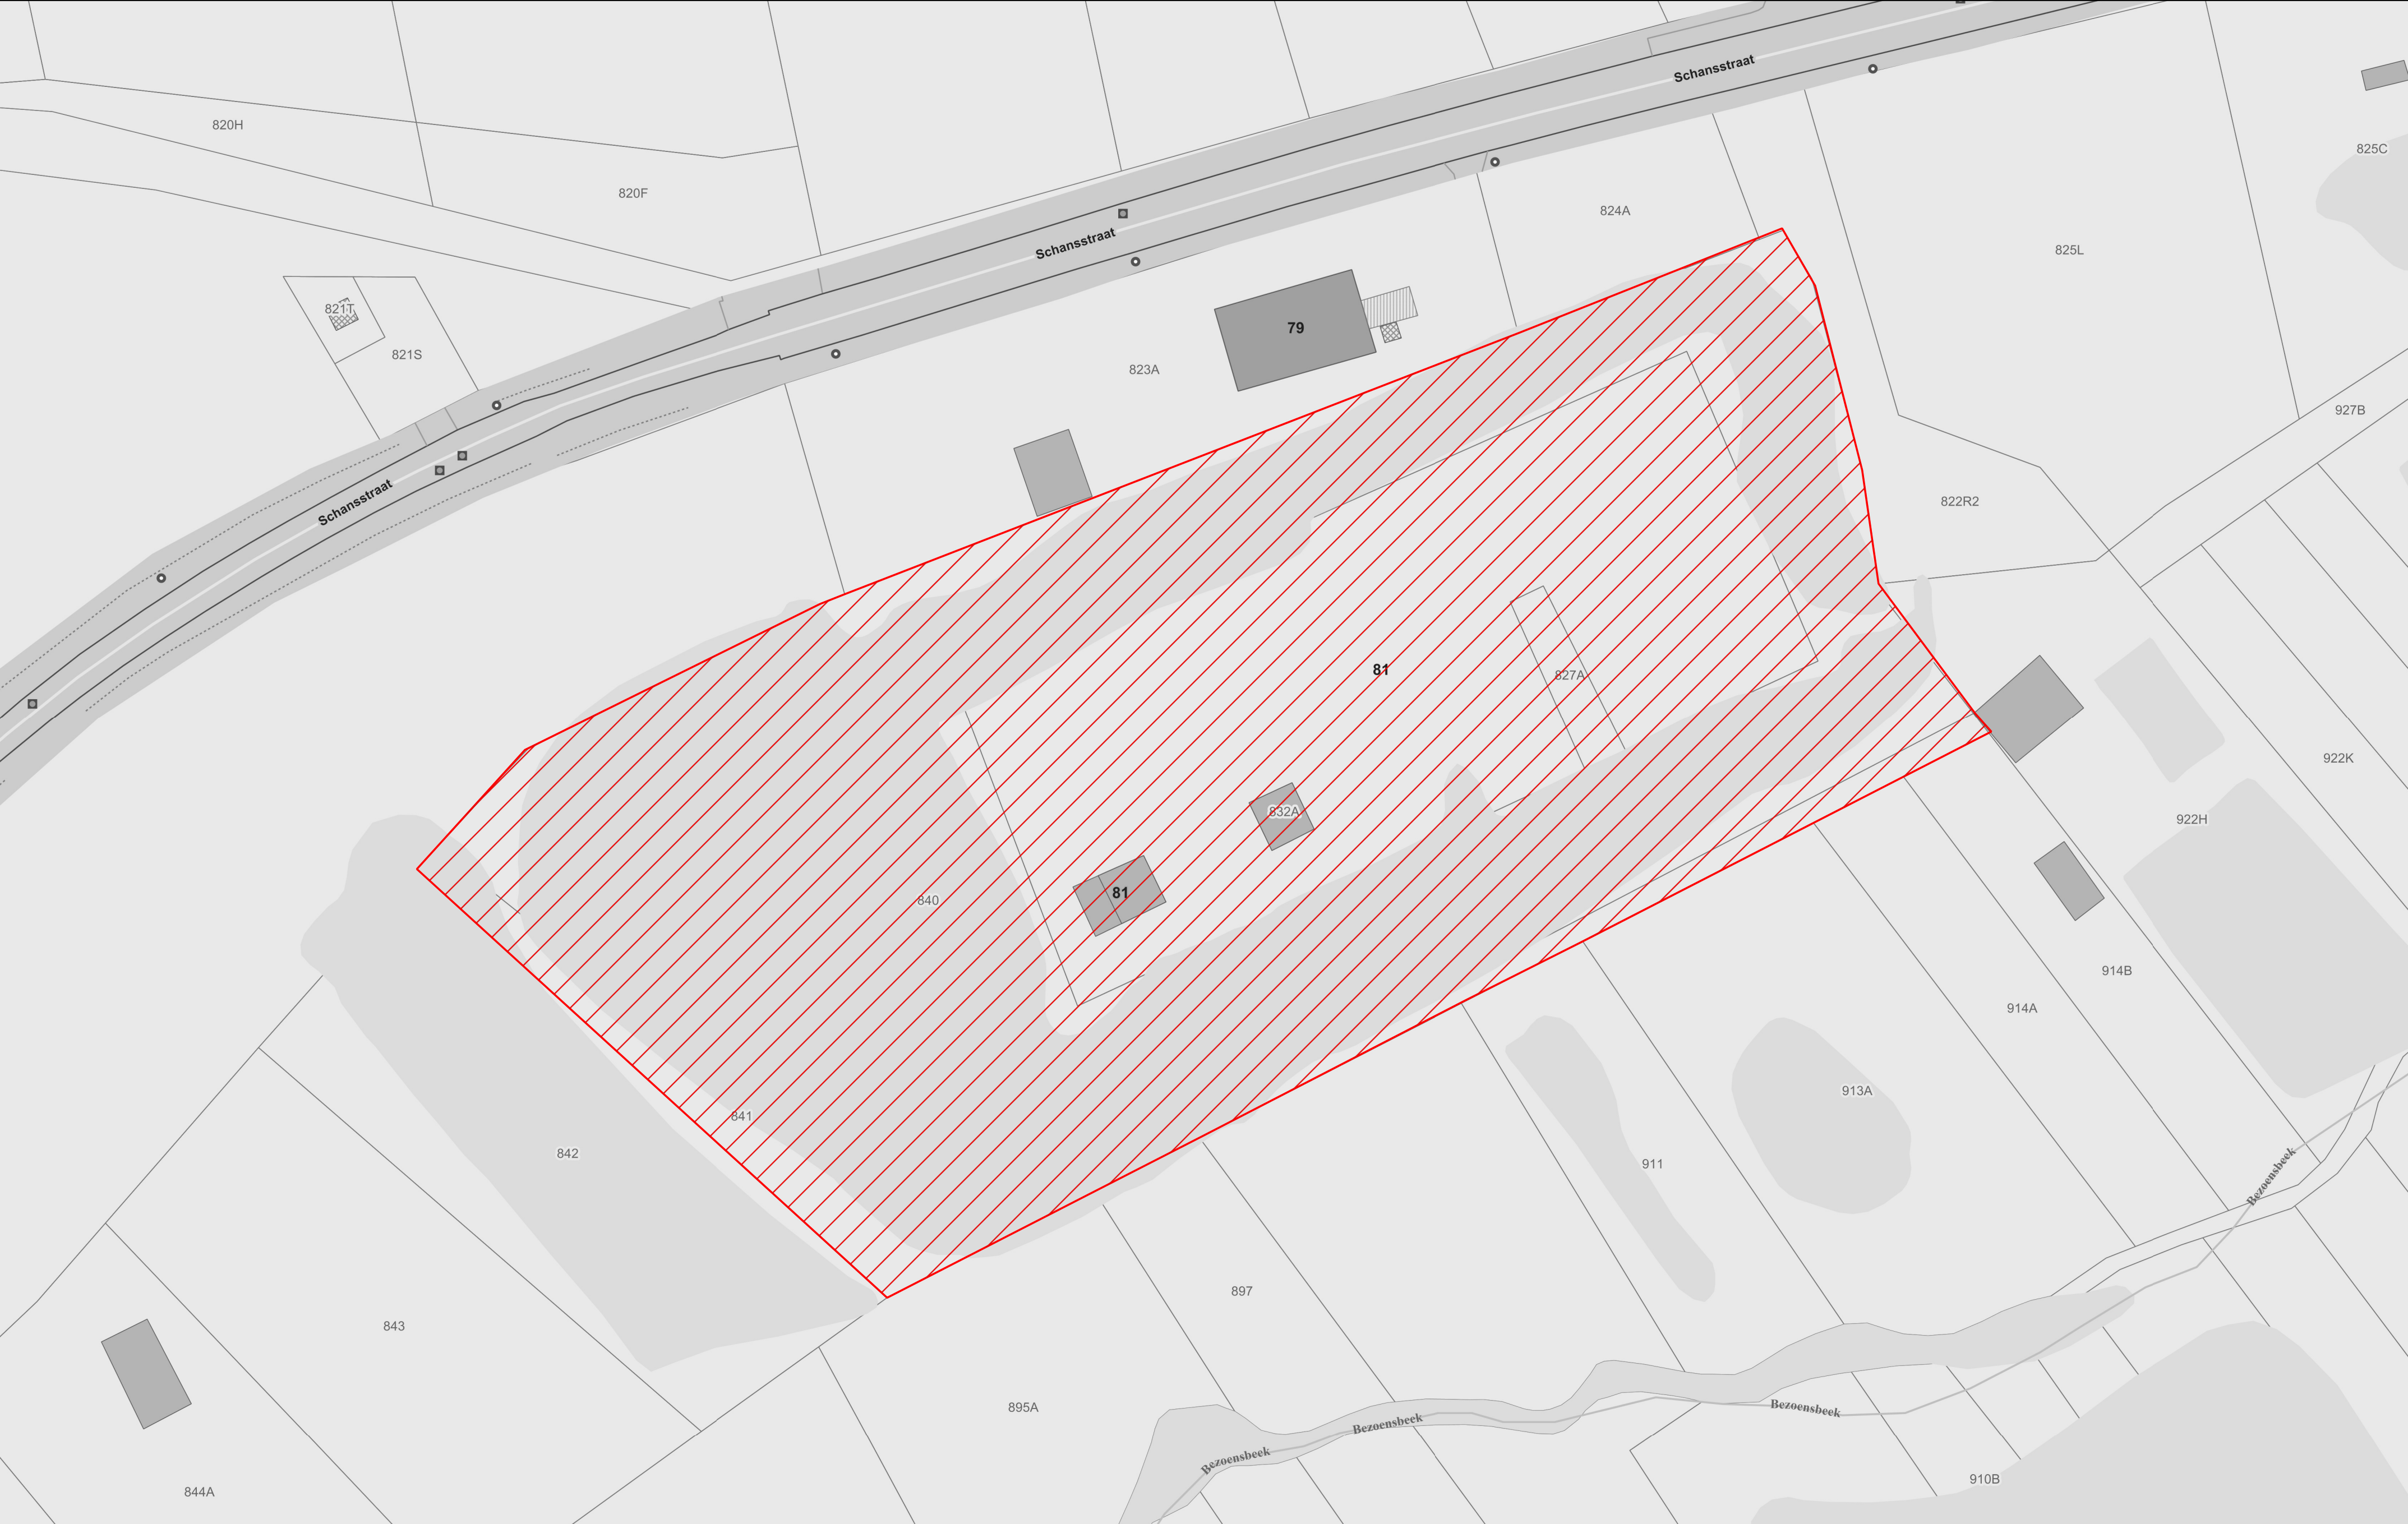 Schansstraat
820H
825C
820F
824A
Schansstraat
825L
821T
79
821S
823A
927B
Schansstraat
822R2
81
827A
922K
832A
922H
81
840
914B
914A
913A
841
842
911
Bezoensbeek
897
843
895A
Bezoensbeek
Bezoensbeek
Bezoensbeek
910B
844A